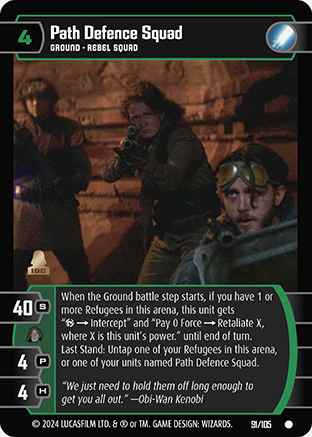 4 Path Defence Squad
GROUND - REBEL SQUAD
IGC
40 S
4 P
4 H
When the Ground battle step starts, if you have 1 or
more Refugees in this arena, this unit gets
“ → Intercept” and “Pay 0 Force → Retaliate X,
where X is this unit's power.” until end of turn.
Last Stand: Untap one of your Refugees in this arena,
or one of your units named Path Defence Squad.
“We just need to hold them off long enough to
get you all out.” —Obi-Wan Kenobi
© 2024 LUCASFILM LTD. & ® or TM. GAME DESIGN: WIZARDS. 91/105